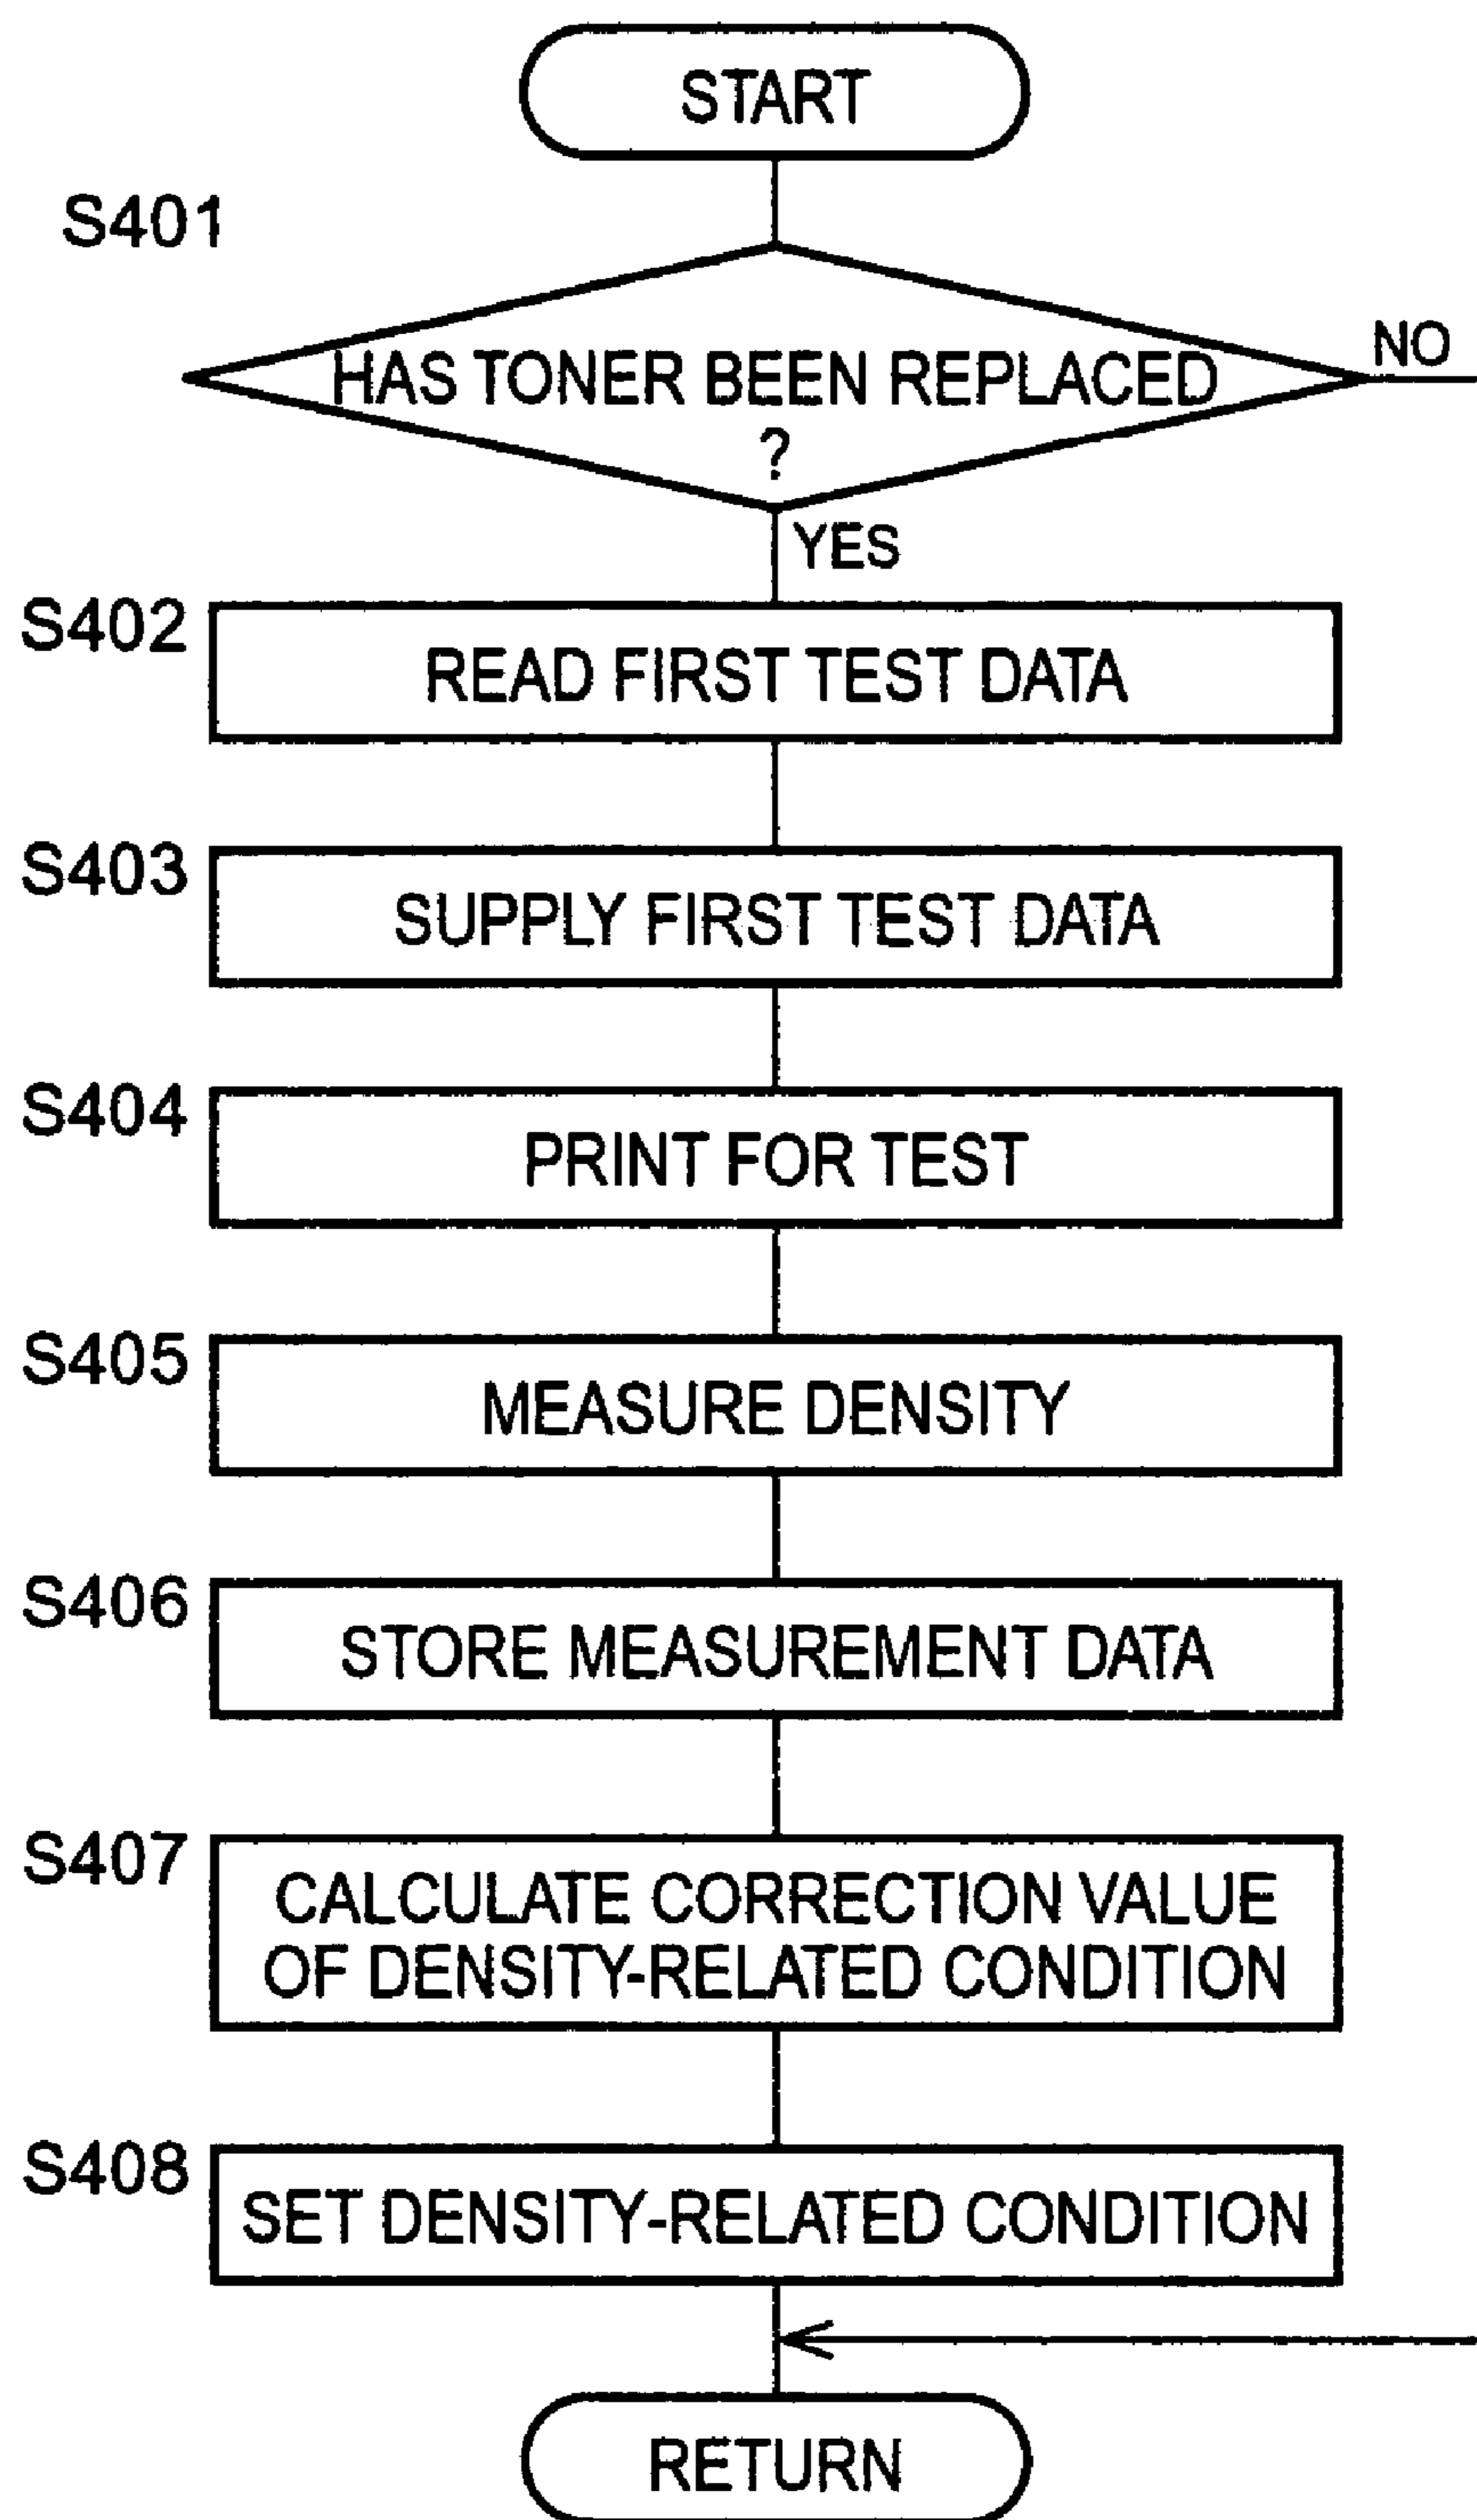 START
S401
HAS TONER BEEN REPLACED
?
NO
YES
S402
READ FIRST TEST DATA
S403
SUPPLY FIRST TEST DATA
S404
PRINT FOR TEST
S405
MEASURE DENSITY
S406
STORE MEASUREMENT DATA
S407
CALCULATE CORRECTION VALUE
OF DENSITY-RELATED CONDITION
S408
SET DENSITY-RELATED CONDITION
RETURN